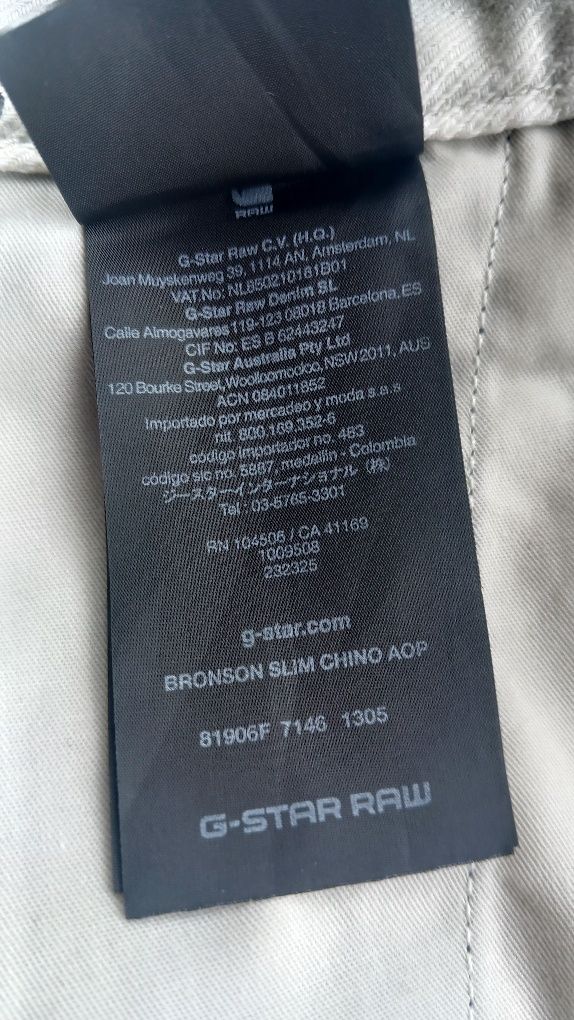 RAW
G-Star Raw C.V. (H.Q.)
Joan Muyskenweg 39, 1114 AN, Amsterdam, NL
VAT No: NL850210161B01
G-Star Raw Denim SL
Calle Almogavares 119-123 08018 Barcelona, ES
CIF No: ES B 62443247
G-Star Australia Pty Ltd
120 Bourke Street, Woolloomooloo, NSW 2011, AUS
ACN 084011852
Importado por mercadeo y moda s.a.s
nit 800.169.352-6
código importador no. 483
código sic no. 5887, medellin - Colombia
ジースターインターナショナル（株）
Tel : 03-5765-3301
RN 104506 / CA 41169
1009508
232325
g-star.com
BRONSON SLIM CHINO AOP
81906F 7146 1305
G-STAR RAW